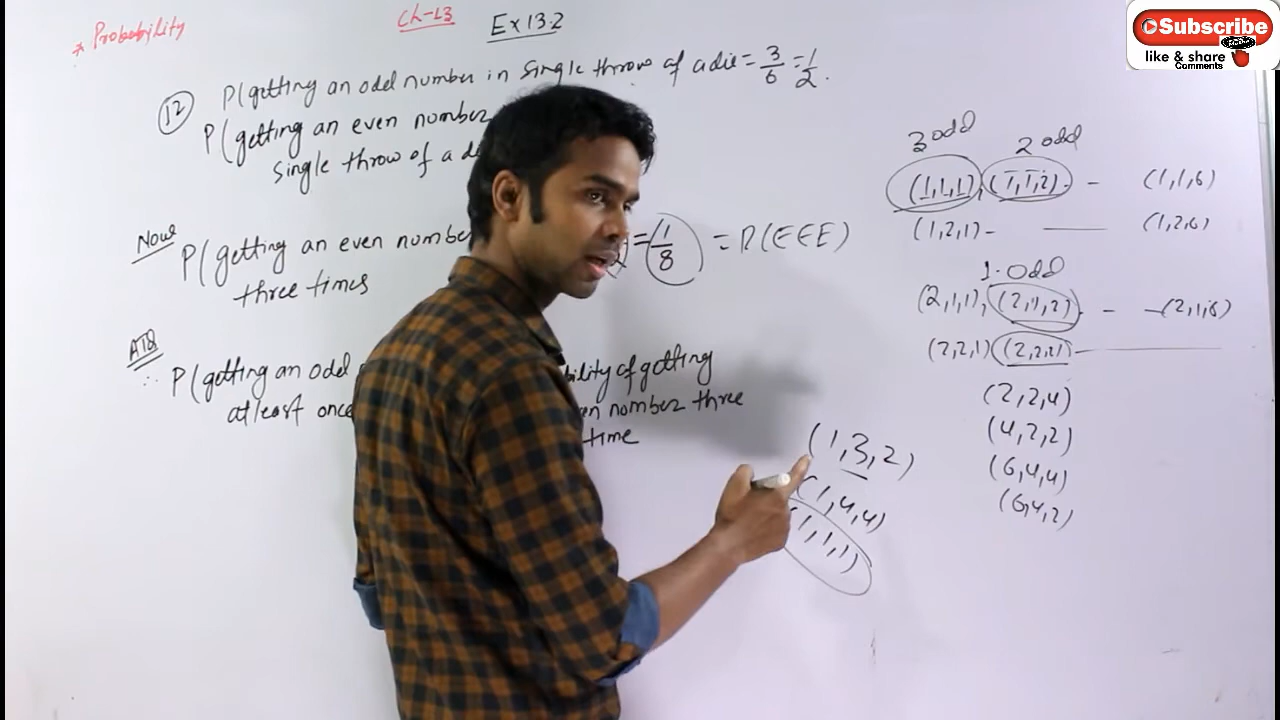 * Probability
Ch-13
Ex 13.2
Subscribe
like & share
Comments
(12) P(getting an odd number in single throw of a die = 3/6 = 1/2.
P(getting an even number
single throw of a
Now P(getting an even number
three times
= 1/8 = P(EEE)
ATQ
∴ P(getting an odd
at least once
of getting
number three
time
3 odd 2 odd
(1,1,1), (1,1,2). - (1,1,6)
(1,2,1)- — (1,2,6)
1. odd
(2,1,1), (2,1,2). - -(2,1,6)
(2,2,1) (2,2,2) —
(2,2,4)
(4,2,2)
(6,4,4)
(6,4,2)
(1,3,2)
(1,4,4)
(1,1,1)